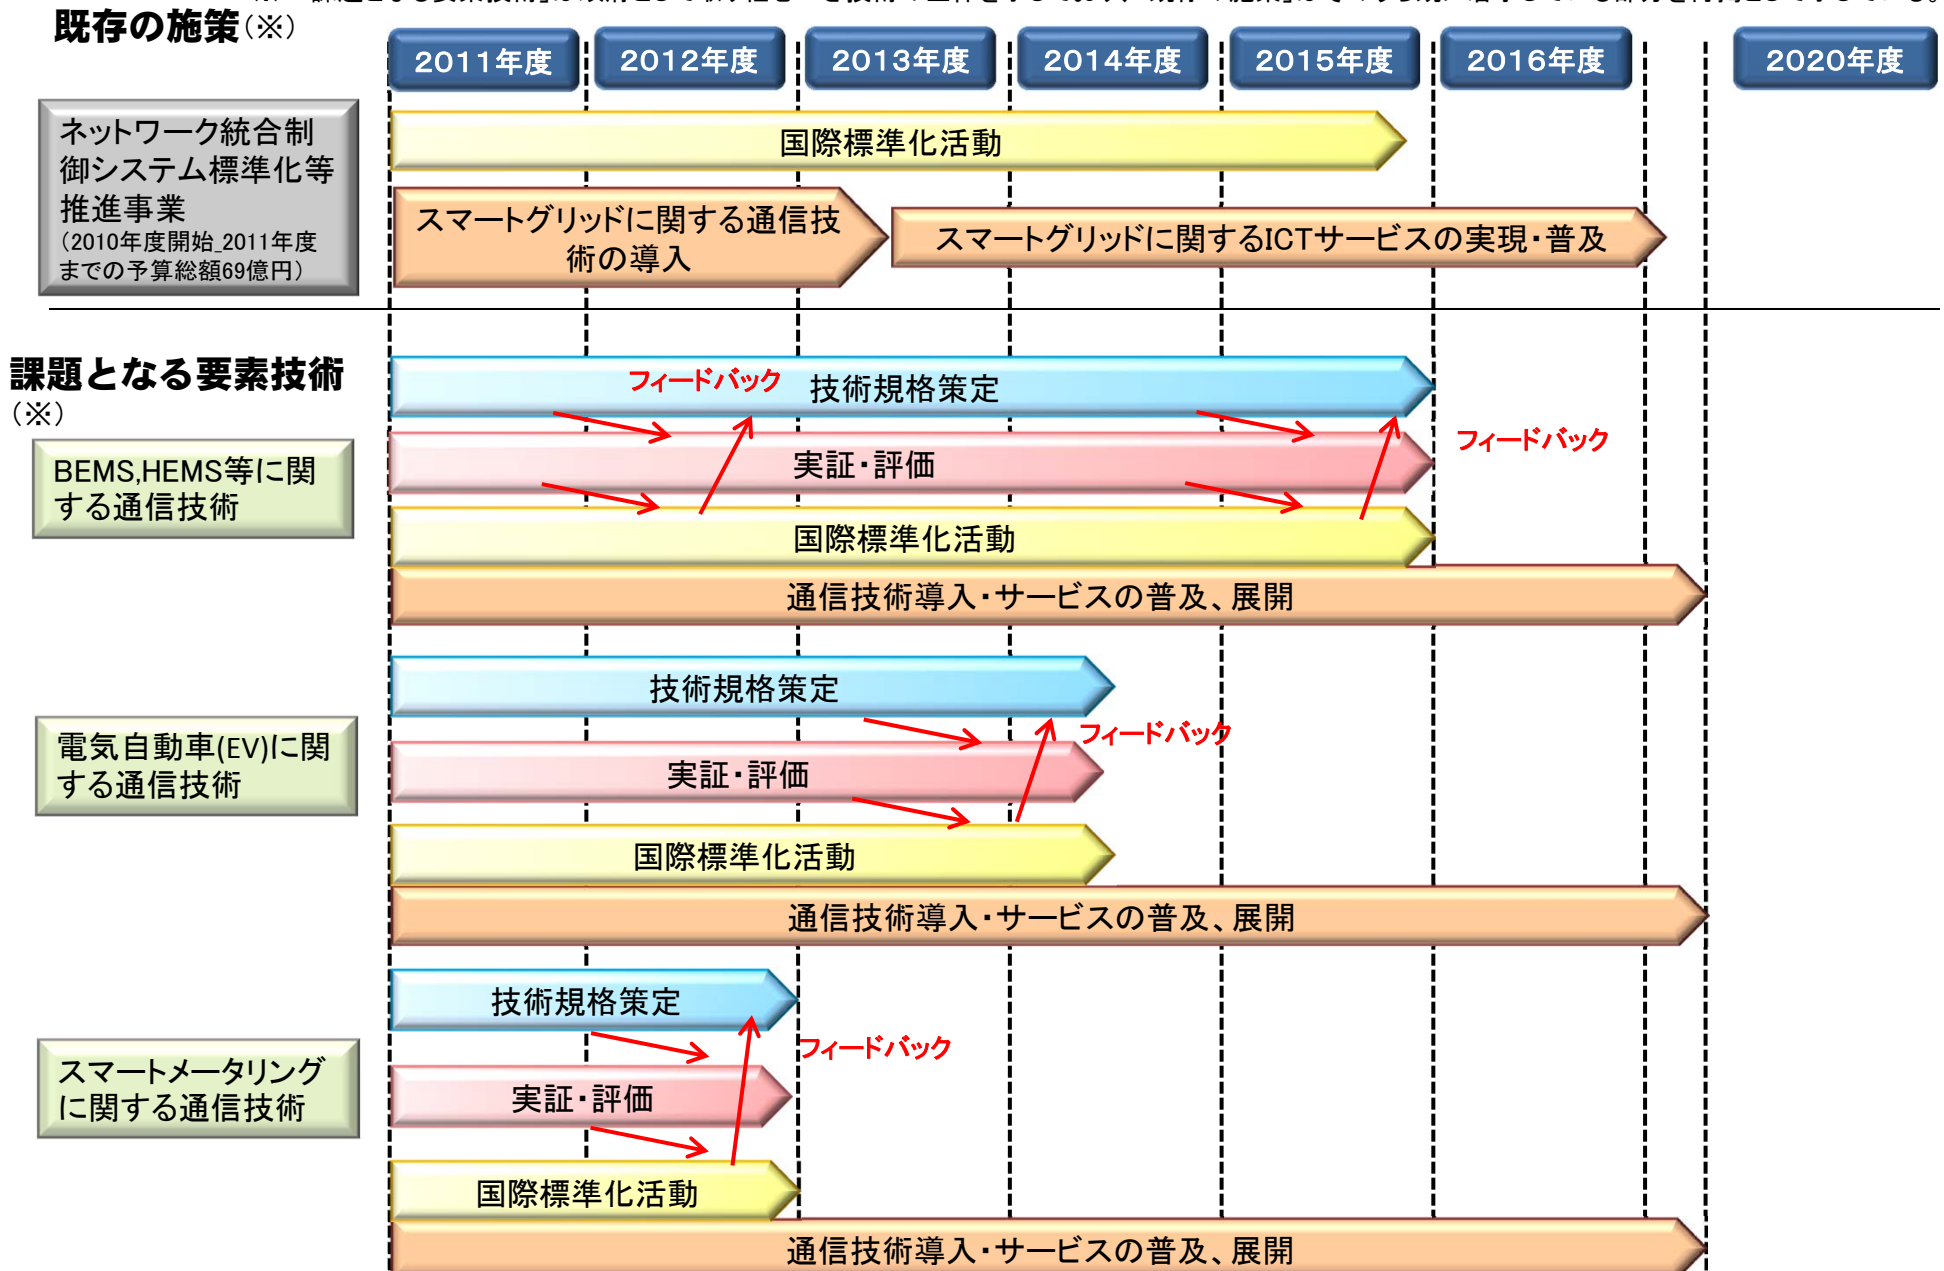 既存の施策(※)
2011年度
2012年度
2013年度
2014年度
2015年度
2016年度
2020年度
ネットワーク統合制
御システム標準化等
推進事業
(2010年度開始_2011年度
までの予算総額69億円)
国際標準化活動
スマートグリッドに関する通信技
術の導入
スマートグリッドに関するICTサービスの実現・普及
課題となる要素技術
(※)
BEMS,HEMS等に関
する通信技術
フィードバック
技術規格策定
実証・評価
フィードバック
国際標準化活動
通信技術導入・サービスの普及、展開
電気自動車(EV)に関
する通信技術
技術規格策定
フィードバック
実証・評価
国際標準化活動
通信技術導入・サービスの普及、展開
スマートメータリング
に関する通信技術
技術規格策定
フィードバック
実証・評価
国際標準化活動
通信技術導入・サービスの普及、展開